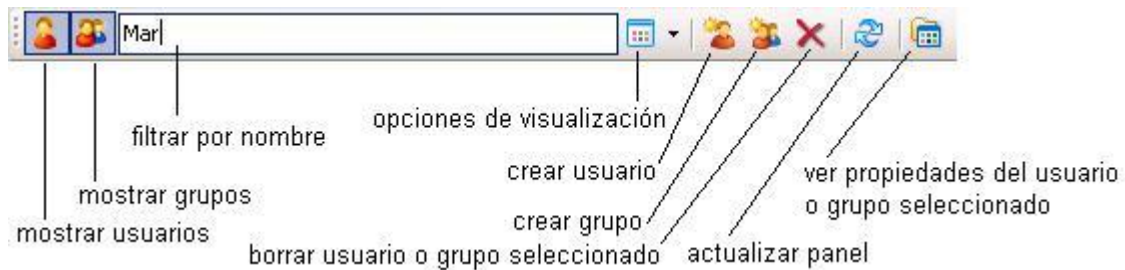 Mar
opciones de visualización
filtrar por nombre
crear usuario
ver propiedades del usuario
o grupo seleccionado
mostrar grupos
crear grupo
mostrar usuarios
borrar usuario o grupo seleccionado
actualizar panel